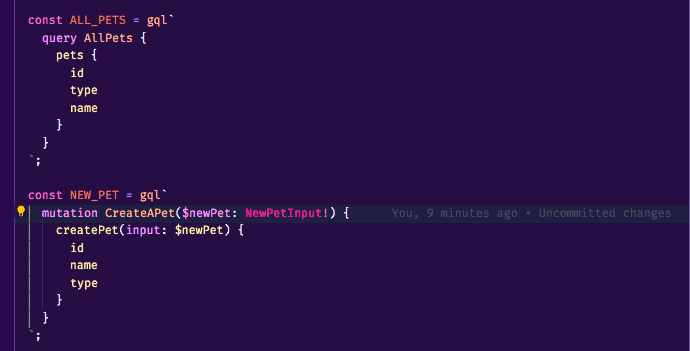 const ALL_PETS = gql`
query AllPets {
pets {
id
type
name
}
}
`;
const NEW_PET = gql`
mutation CreateAPet($newPet: NewPetInput!) { You, 9 minutes ago • Uncommitted changes
createPet(input: $newPet) {
id
name
type
}
}
`;